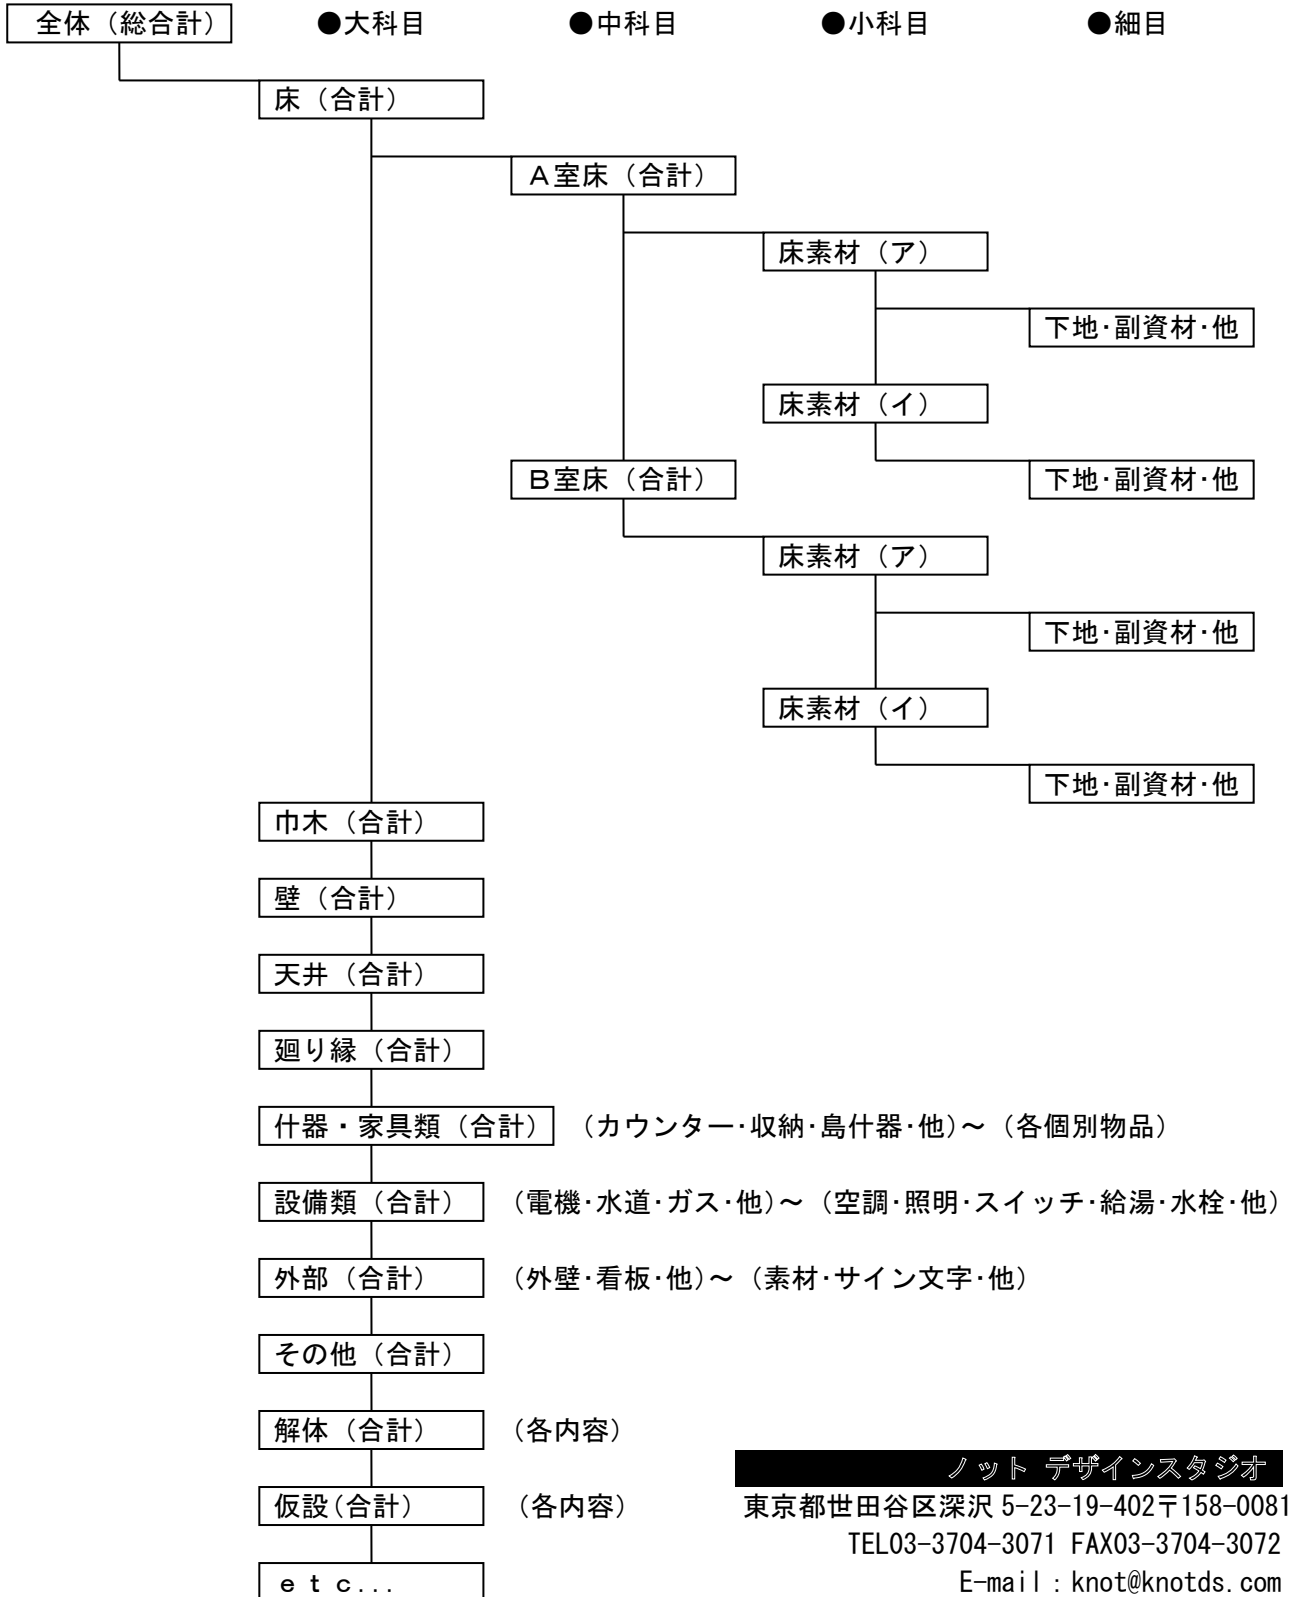 全体（総合計） ●大科目 ●中科目 ●小科目 ●細目
床（合計）
Ａ室床（合計）
床素材（ア）
下地･副資材･他
床素材（イ）
Ｂ室床（合計） 下地･副資材･他
床素材（ア）
下地･副資材･他
床素材（イ）
下地･副資材･他
巾木（合計）
壁（合計）
天井（合計）
廻り縁（合計）
什器・家具類（合計） （カウンター･収納･島什器･他)～（各個別物品）
設備類（合計） （電機･水道･ガス･他)～（空調･照明･スイッチ･給湯･水栓･他）
外部（合計） （外壁･看板･他)～（素材･サイン文字･他）
その他（合計）
解体（合計） （各内容）
ノット デザインスタジオ
仮設(合計） （各内容） 東京都世田谷区深沢 5-23-19-402〒158-0081
TEL03-3704-3071 FAX03-3704-3072
ｅｔｃ... E-mail：knot@knotds.com